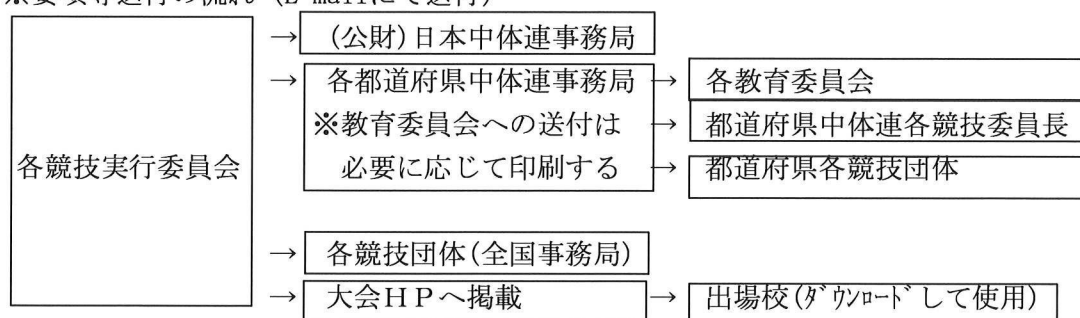 ※要項等送付の流れ (E-mailにて送付)
→ (公財)日本中体連事務局
→ 各都道府県中体連事務局 → 各教育委員会
※教育委員会への送付は → 都道府県中体連各競技委員長
各競技実行委員会 必要に応じて印刷する → 都道府県各競技団体
→ 各競技団体(全国事務局)
→ 大会ＨＰへ掲載 → 出場校(ﾀﾞｳﾝﾛｰﾄﾞして使用)